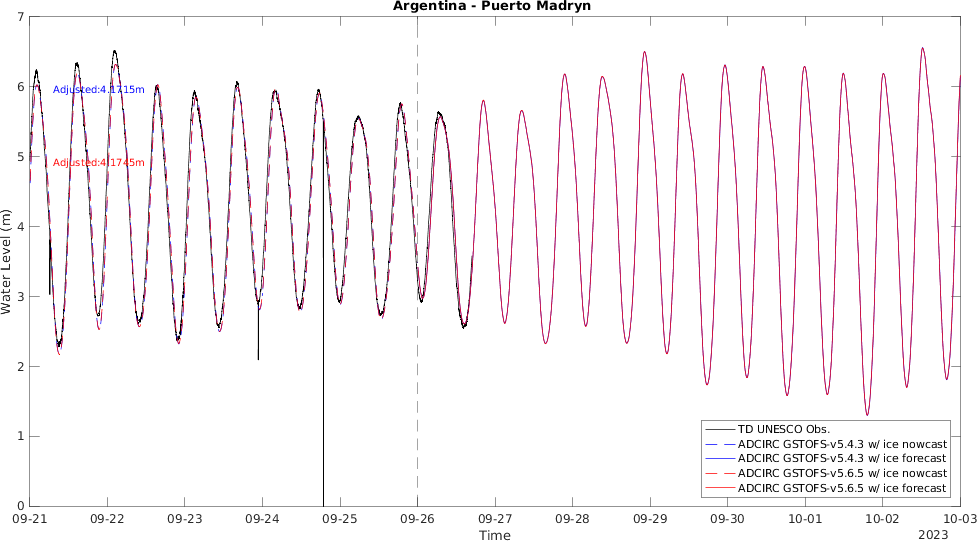 Argentina - Puerto Madryn
7
6
5
4
3
2
1
0
Water Level (m)
Adjusted:4.1715m
Adjusted:4.1745m
TD UNESCO Obs.
ADCIRC GSTOFS-v5.4.3 w/ ice nowcast
ADCIRC GSTOFS-v5.4.3 w/ ice forecast
ADCIRC GSTOFS-v5.6.5 w/ ice nowcast
ADCIRC GSTOFS-v5.6.5 w/ ice forecast
09-21 09-22 09-23 09-24 09-25 09-26 09-27 09-28 09-29 09-30 10-01 10-02 10-03
Time
2023